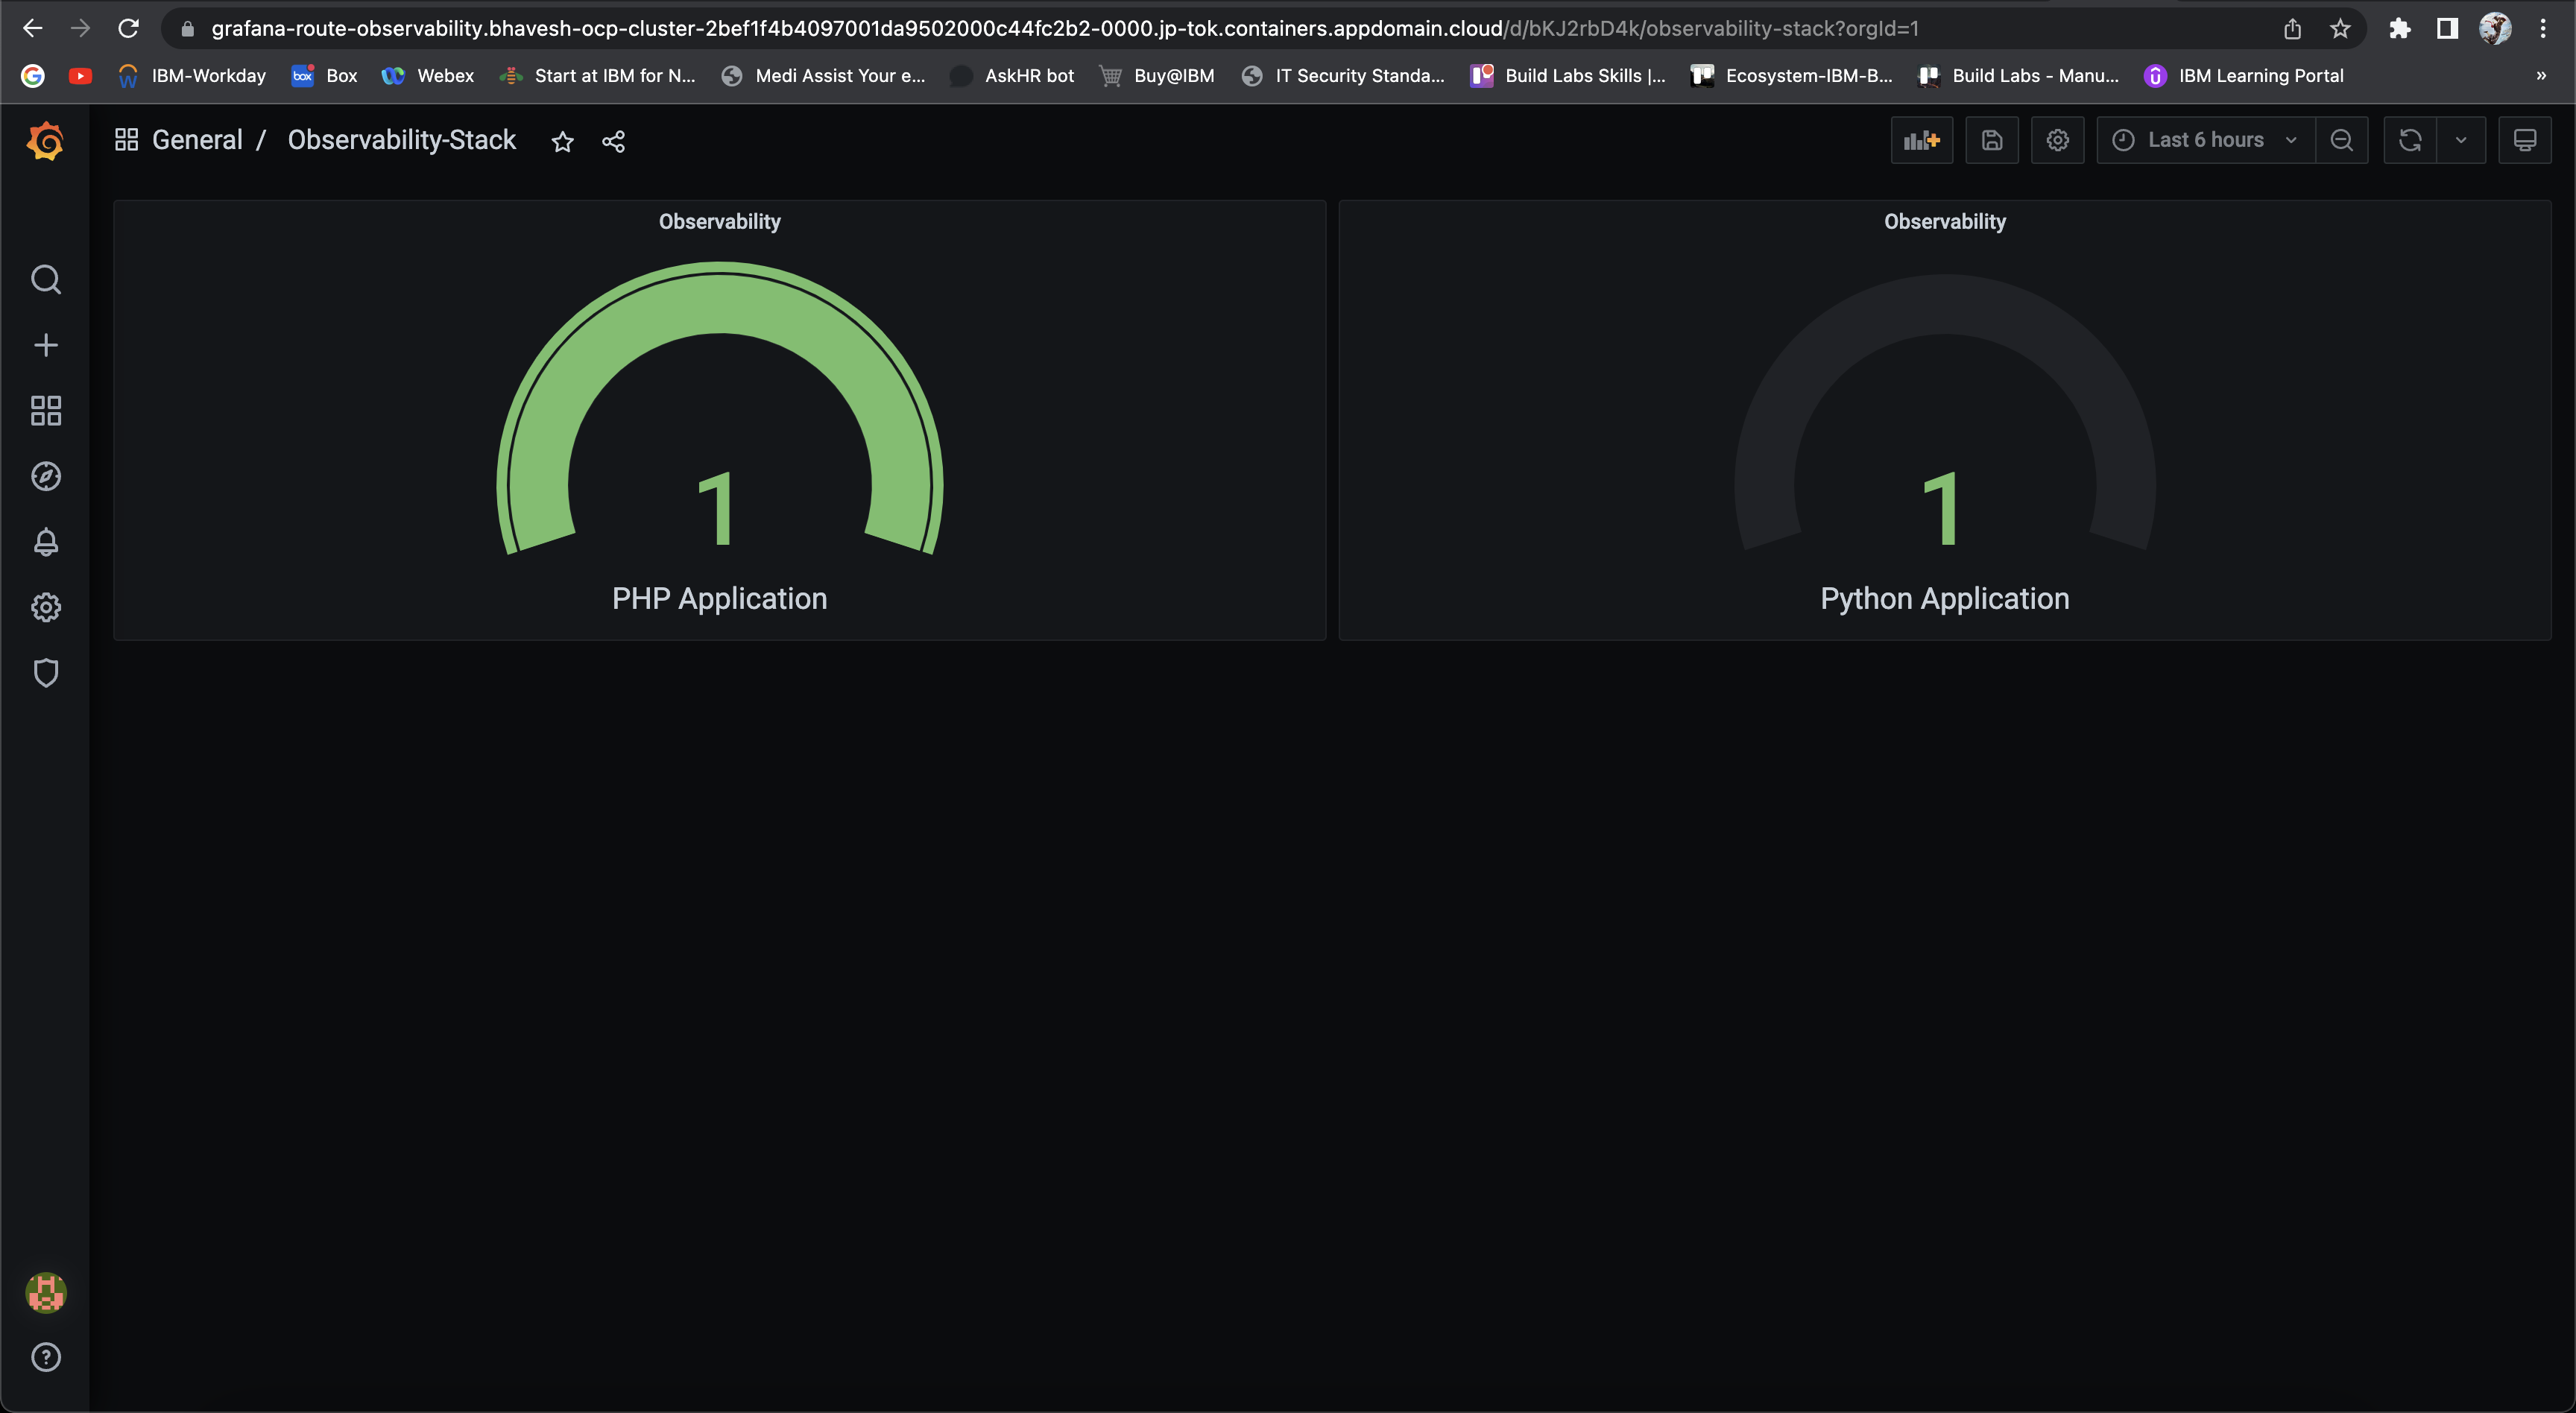 grafana-route-observability.bhavesh-ocp-cluster-2bef1f4b4097001da9502000c44fc2b2-0000.jp-tok.containers.appdomain.cloud/d/bKJ2rbD4k/observability-stack?orgId=1
IBM-Workday box Box Webex Start at IBM for N... Medi Assist Your e... AskHR bot Buy@IBM IT Security Standa... Build Labs Skills |... Ecosystem-IBM-B... Build Labs - Manu... IBM Learning Portal »
General / Observability-Stack Last 6 hours
Observability
1
PHP Application
Observability
1
Python Application